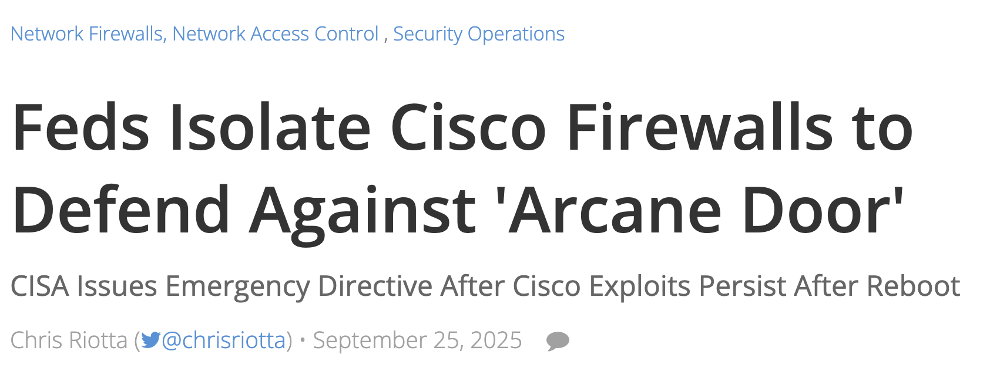 Network Firewalls, Network Access Control , Security Operations
Feds Isolate Cisco Firewalls to
Defend Against 'Arcane Door'
CISA Issues Emergency Directive After Cisco Exploits Persist After Reboot
Chris Riotta (@chrisriotta) • September 25, 2025